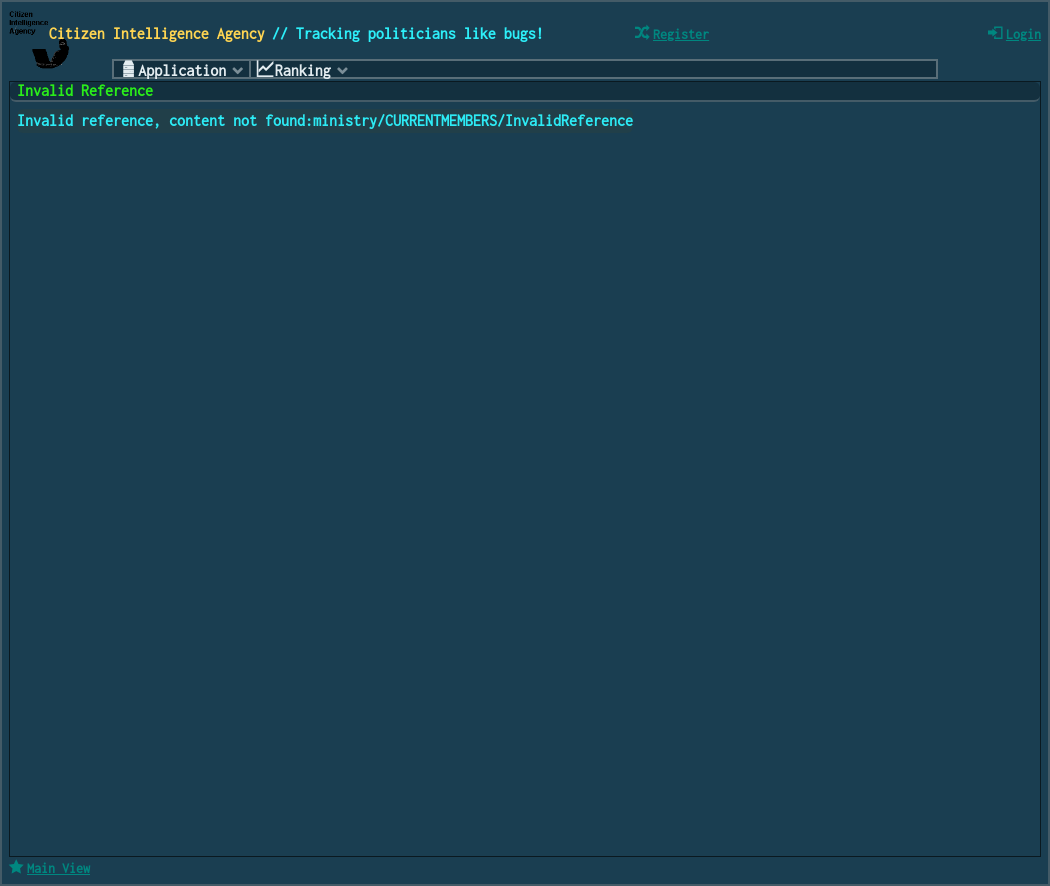 Citizen
Intelligence
Agency
Citizen Intelligence Agency // Tracking politicians like bugs!
Register
Login
Application
Ranking
Invalid Reference
Invalid reference, content not found:ministry/CURRENTMEMBERS/InvalidReference
Main View